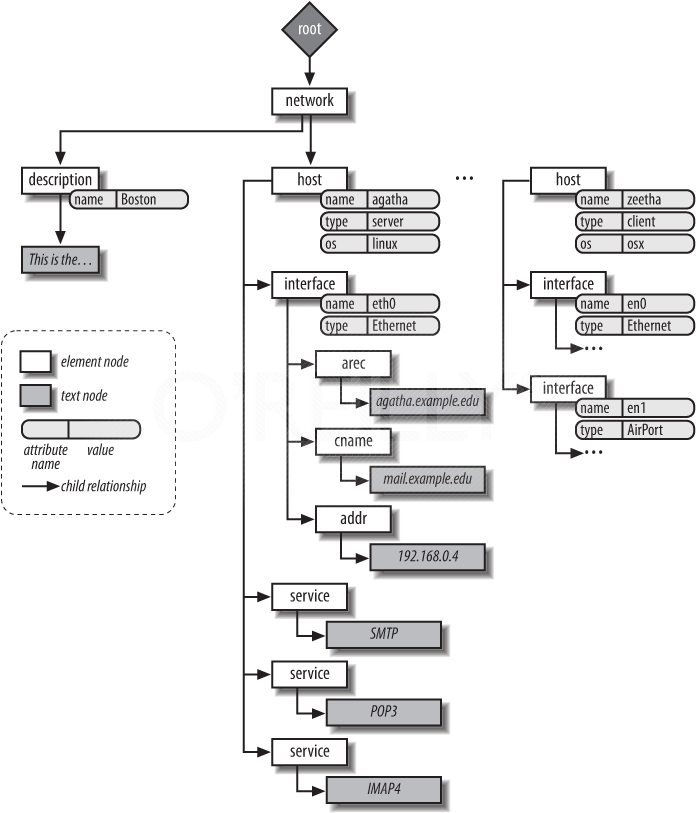 root
network
description
name Boston
This is the...
host
name agatha
type server
os linux
...
host
name zeetha
type client
os osx
interface
name eth0
type Ethernet
arec
agatha.example.edu
cname
mail.example.edu
addr
192.168.0.4
service
SMTP
service
POP3
service
IMAP4
interface
name en0
type Ethernet
...
interface
name en1
type AirPort
...
element node
text node
attribute
name
value
child relationship
O'REILLY